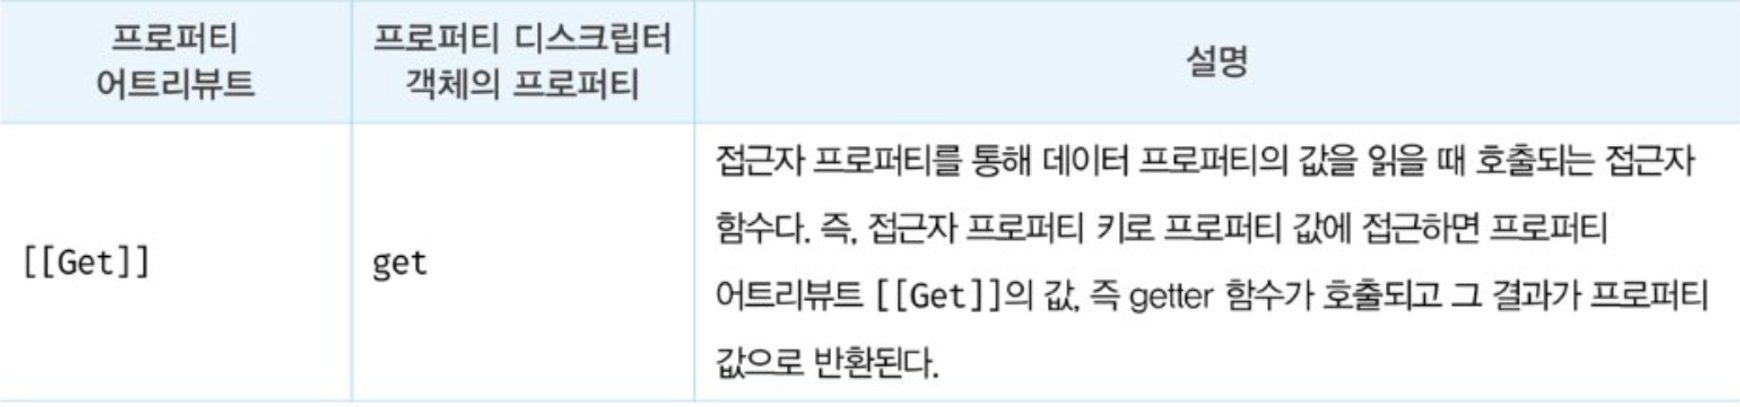 프로퍼티
어트리뷰트
프로퍼티 디스크립터
객체의 프로퍼티
설명
[[Get]]
get
접근자 프로퍼티를 통해 데이터 프로퍼티의 값을 읽을 때 호출되는 접근자
함수다. 즉, 접근자 프로퍼티 키로 프로퍼티 값에 접근하면 프로퍼티
어트리뷰트 [[Get]]의 값, 즉 getter 함수가 호출되고 그 결과가 프로퍼티
값으로 반환된다.